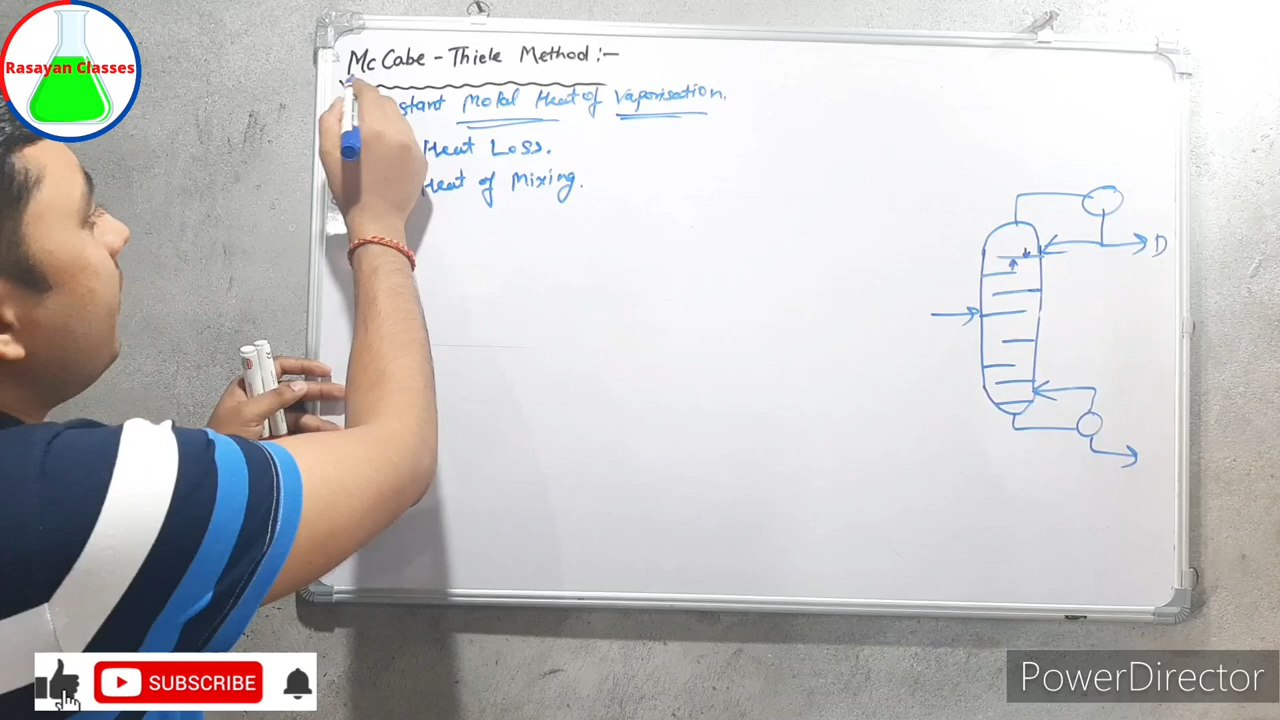 Rasayan Classes
Mc Cabe - Thiele Method :-
stant Molal Heat of Vaporisation.
Heat Loss.
Heat of Mixing.
D
SUBSCRIBE
PowerDirector